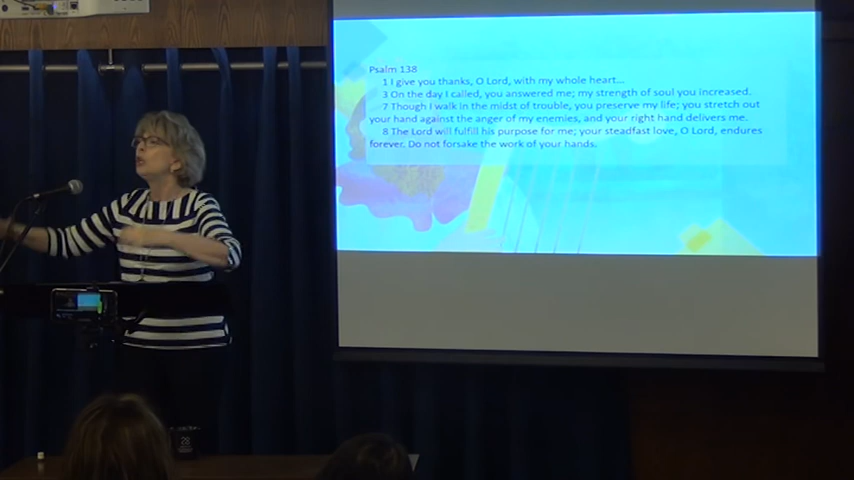 Psalm 138
1 I give you thanks, O Lord, with my whole heart...
3 On the day I called, you answered me; my strength of soul you increased.
7 Though I walk in the midst of trouble, you preserve my life; you stretch out
your hand against the anger of my enemies, and your right hand delivers me.
8 The Lord will fulfill his purpose for me; your steadfast love, O Lord, endures
forever. Do not forsake the work of your hands.
28